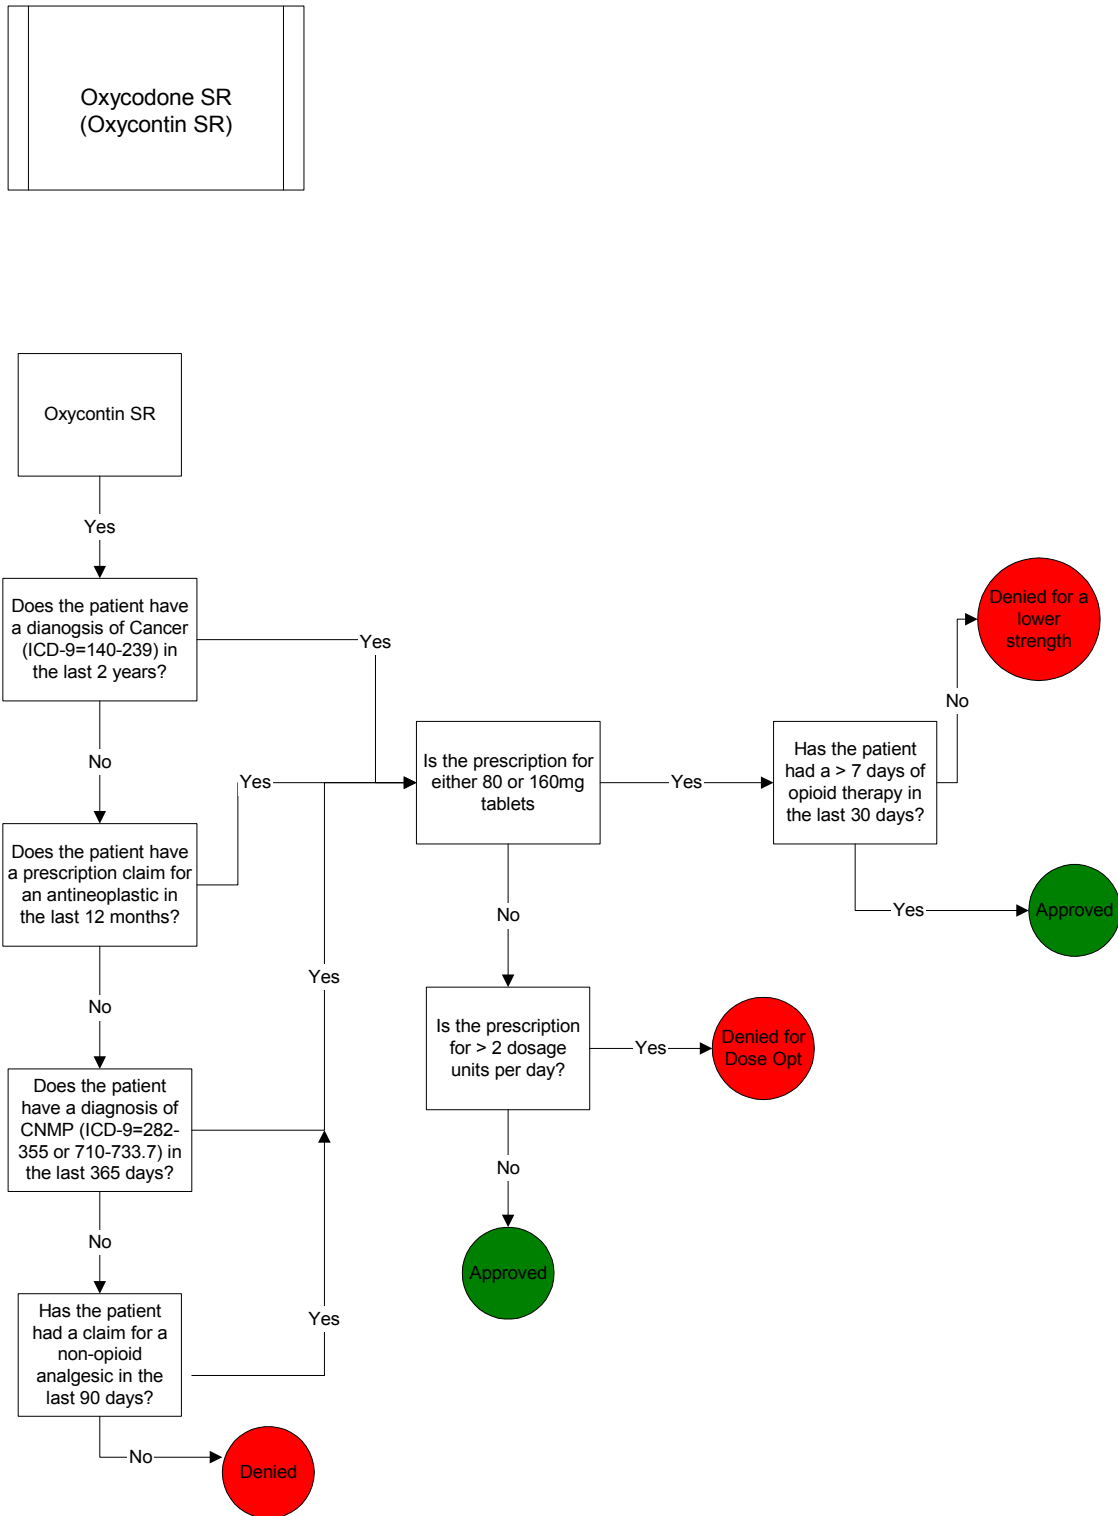 Oxycodone SR
(Oxycontin SR)
Oxycontin SR
Yes
Does the patient have
a dianogsis of Cancer
(ICD-9=140-239) in
the last 2 years?
Yes
No
Does the patient have
a prescription claim for
an antineoplastic in
the last 12 months?
Yes
No
Does the patient
have a diagnosis of
CNMP (ICD-9=282-
355 or 710-733.7) in
the last 365 days?
Yes
No
Has the patient
had a claim for a
non-opioid
analgesic in the
last 90 days?
Yes
No
Denied
Is the prescription for
either 80 or 160mg
tablets
Yes
No
Is the prescription
for > 2 dosage
units per day?
Yes
Denied for
Dose Opt
No
Approved
Has the patient
had a > 7 days of
opioid therapy in
the last 30 days?
No
Denied for a
lower
strength
Yes
Approved